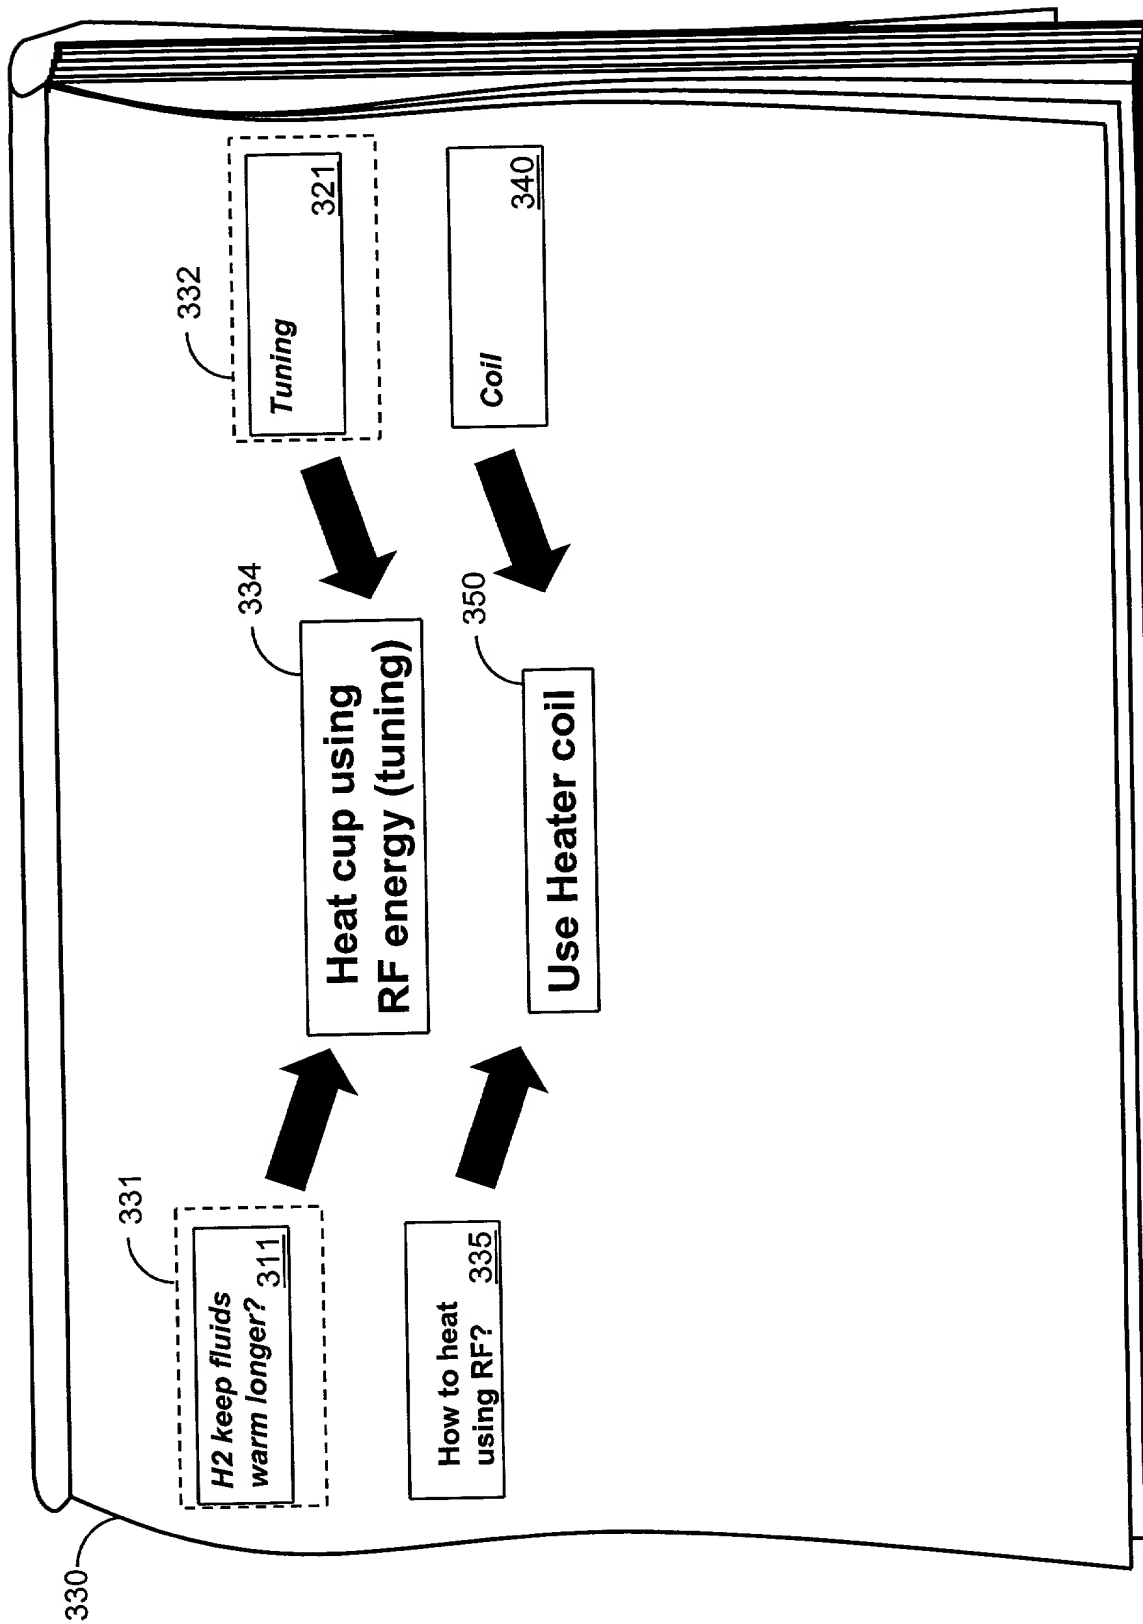 330
331
H2 keep fluids
warm longer? 311
332
Tuning
321
334
Heat cup using
RF energy (tuning)
How to heat
using RF? 335
Coil
340
350
Use Heater coil